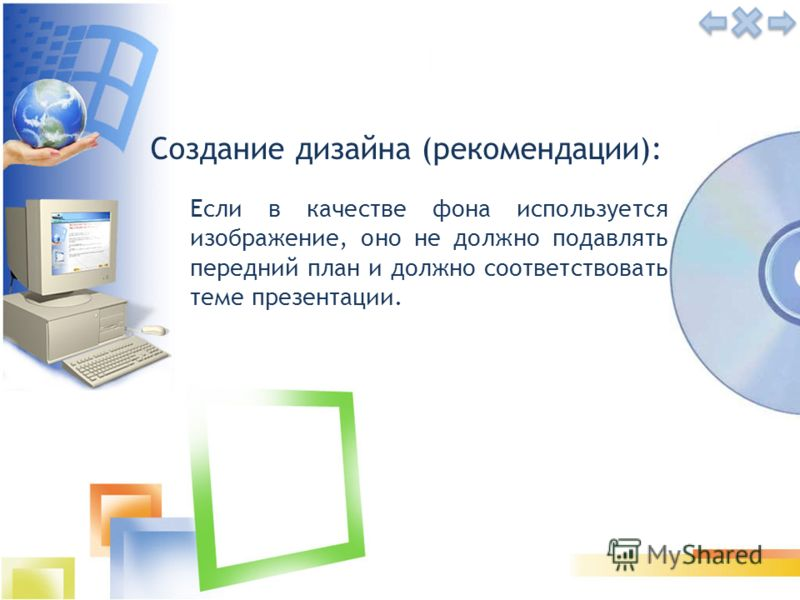 Создание дизайна (рекомендации):
Если в качестве фона используется
изображение, оно не должно подавлять
передний план и должно соответствовать
теме презентации.
MyShared